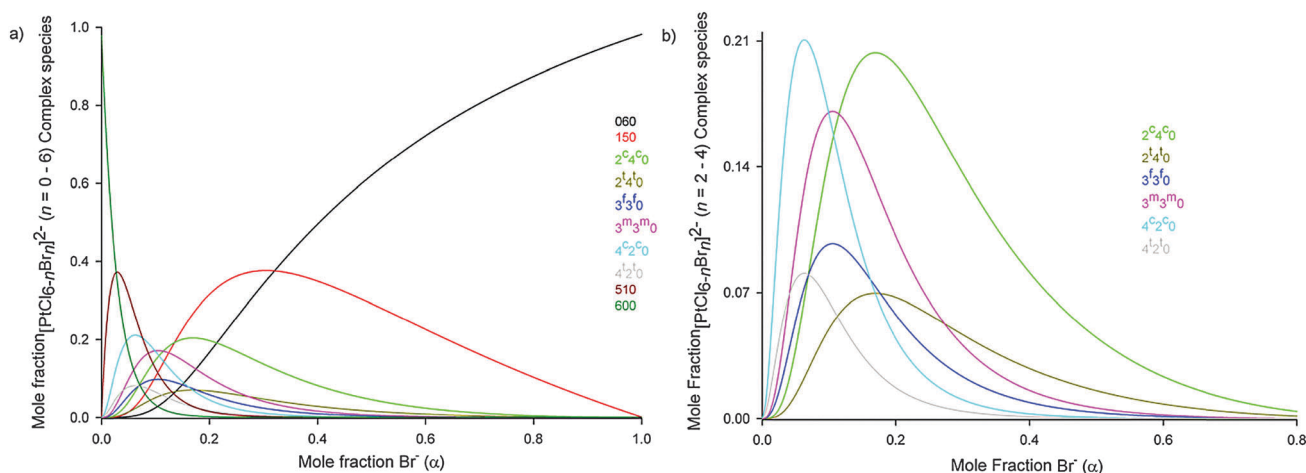 a)
Mole fraction[PtCl6-nBrn]2- (n = 0 - 6) Complex species
1.0
0.8
0.6
0.4
0.2
0.0
0.0 0.2 0.4 0.6 0.8 1.0
Mole fraction Br- (α)
060
150
2c4c0
2t4t0
3f3f0
3m3m0
4c2c0
4t2t0
510
600
b)
Mole Fraction[PtCl6-nBrn]2- (n = 2 - 4) Complex species
0.21
0.14
0.07
0.00
0.0 0.2 0.4 0.6 0.8
Mole Fraction Br- (α)
2c4c0
2t4t0
3f3f0
3m3m0
4c2c0
4t2t0